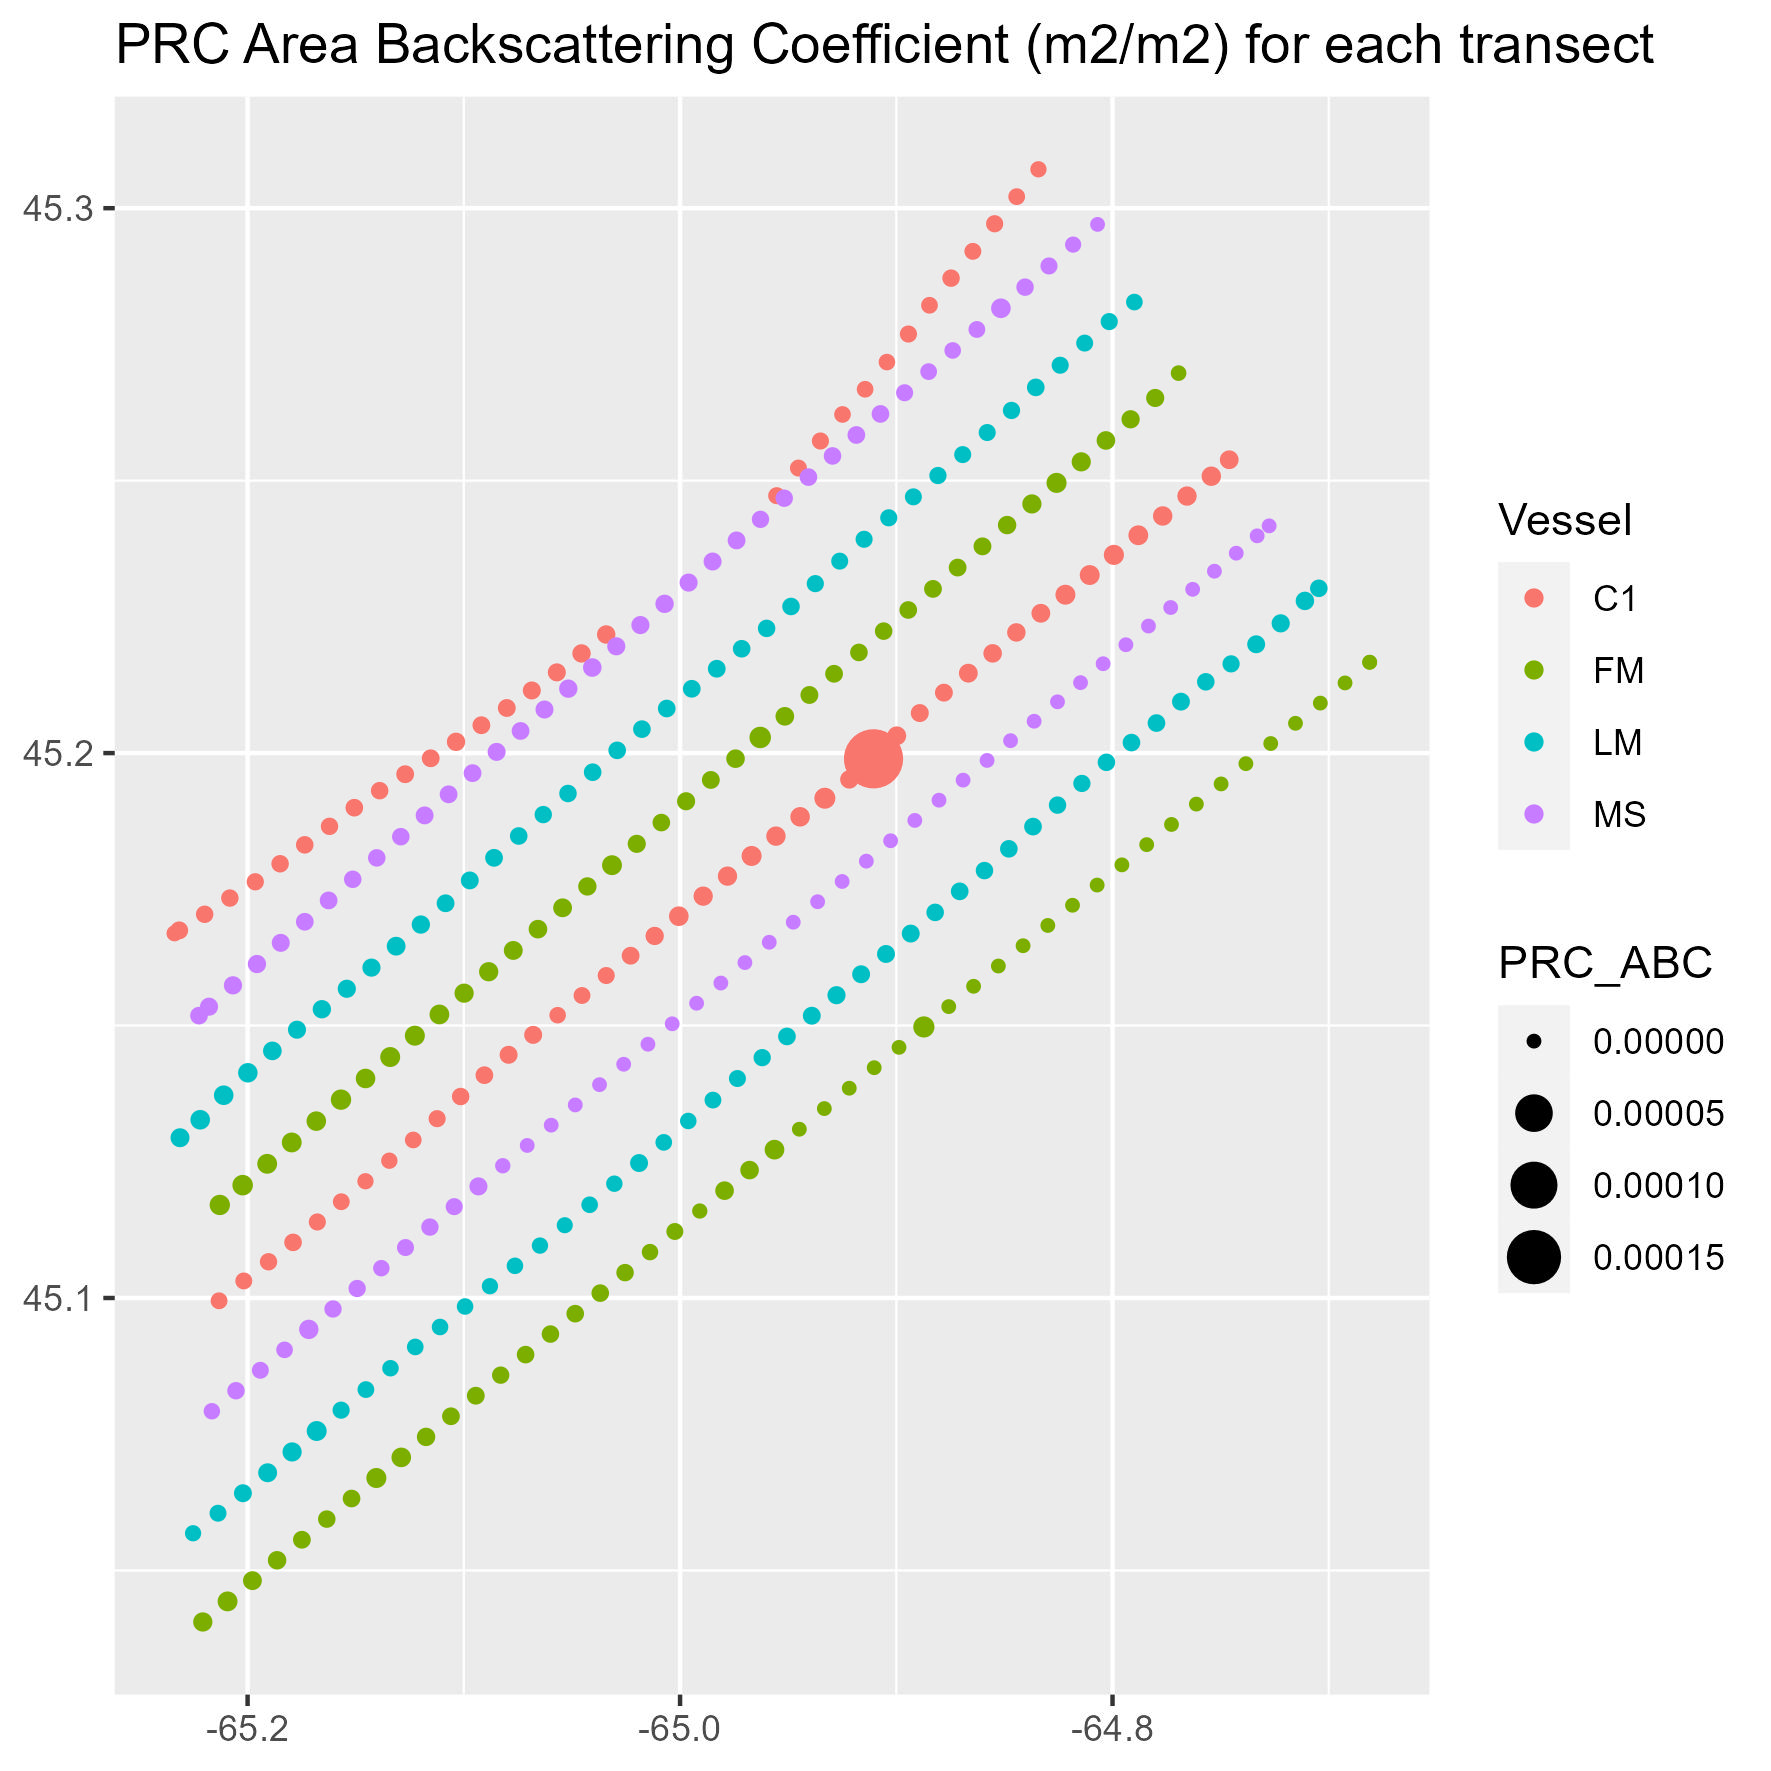 PRC Area Backscattering Coefficient (m2/m2) for each transect
45.3
45.2
45.1
-65.2
-65.0
-64.8
Vessel
C1
FM
LM
MS
PRC_ABC
0.00000
0.00005
0.00010
0.00015